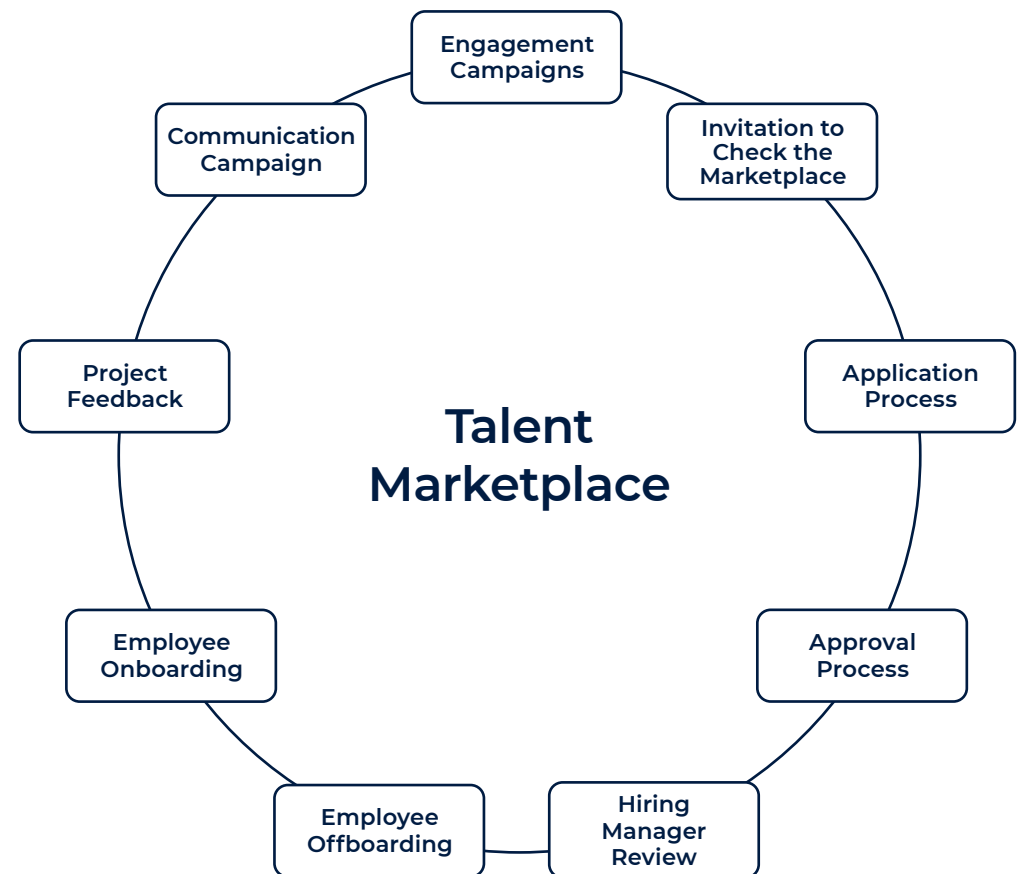 Engagement
Campaigns
Invitation to
Check the
Marketplace
Communication
Campaign
Project
Feedback
Application
Process
Talent
Marketplace
Employee
Onboarding
Approval
Process
Employee
Offboarding
Hiring
Manager
Review